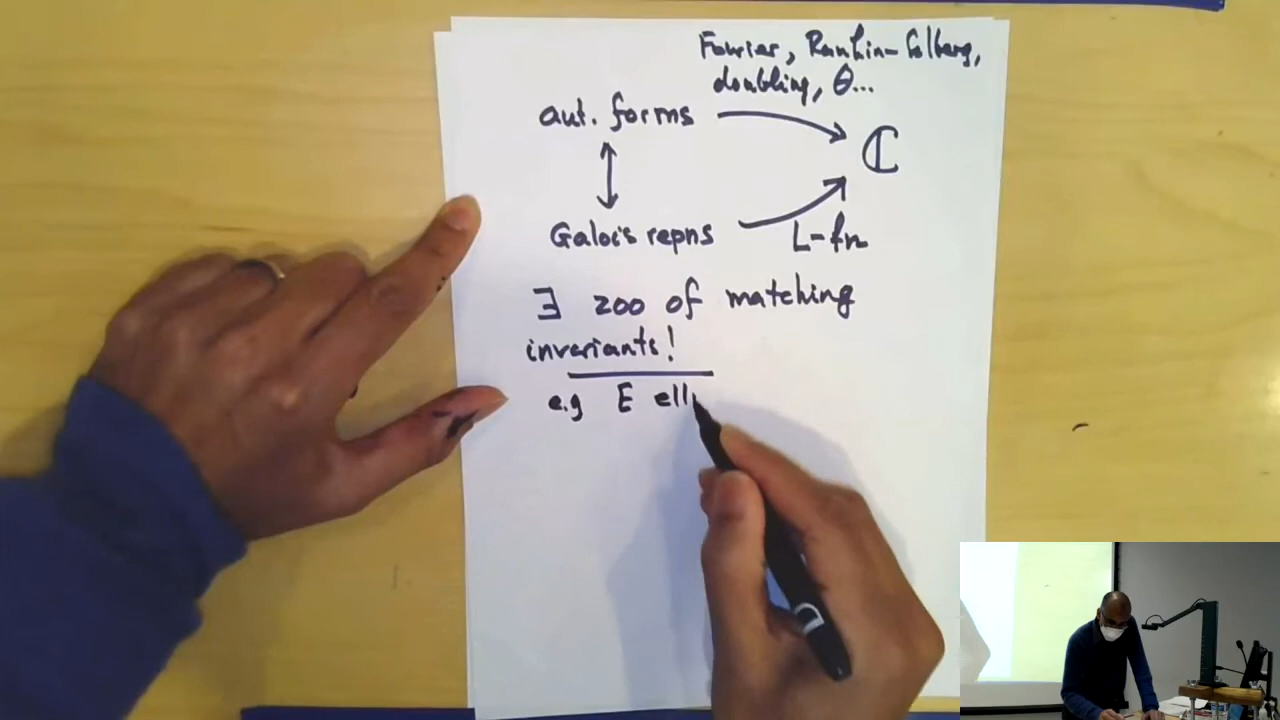 Fourier, Rankin-Selberg,
doubling, θ...
aut. forms
ℂ
Galois repns
L-fn
∃ zoo of matching
invariants!
e.g E ell